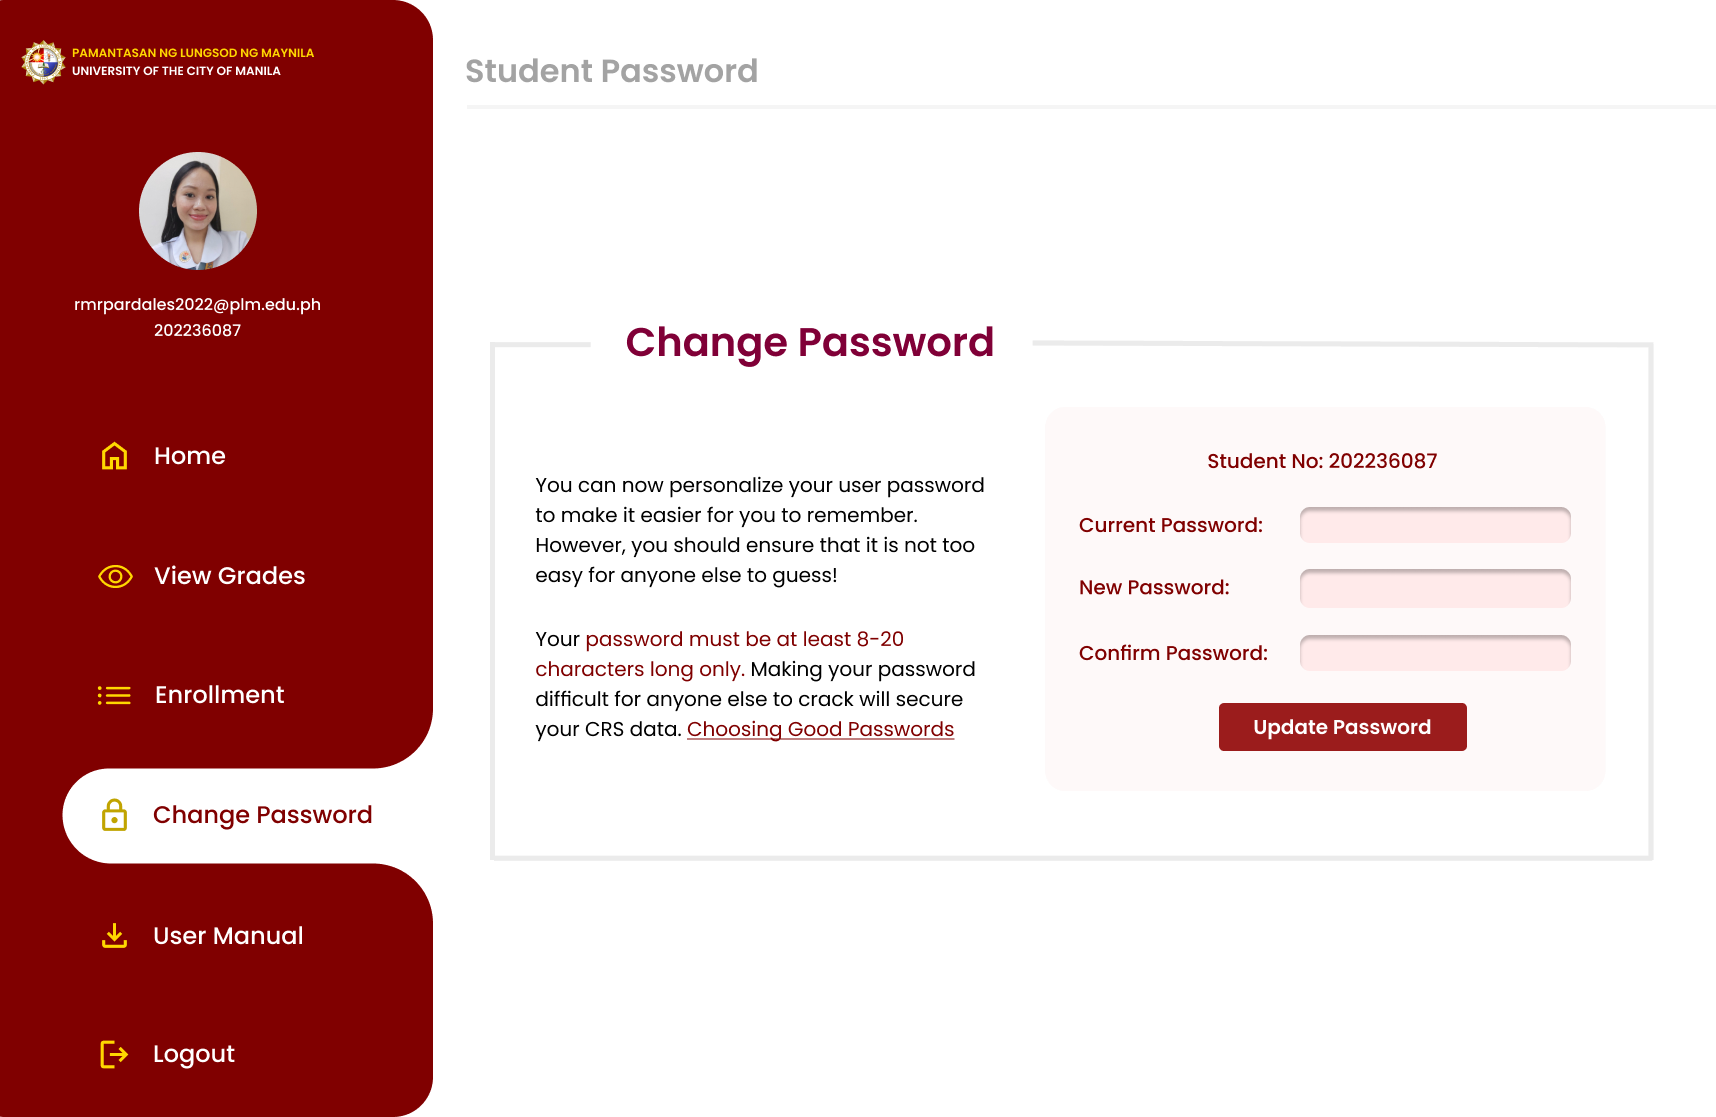 PAMANTASAN NG LUNGSOD NG MAYNILA
UNIVERSITY OF THE CITY OF MANILA
rmrpardales2022@plm.edu.ph
202236087
Home
View Grades
Enrollment
Change Password
User Manual
Logout
Student Password
Change Password
You can now personalize your user password
to make it easier for you to remember.
However, you should ensure that it is not too
easy for anyone else to guess!
Your password must be at least 8-20
characters long only. Making your password
difficult for anyone else to crack will secure
your CRS data. Choosing Good Passwords
Student No: 202236087
Current Password:
New Password:
Confirm Password:
Update Password